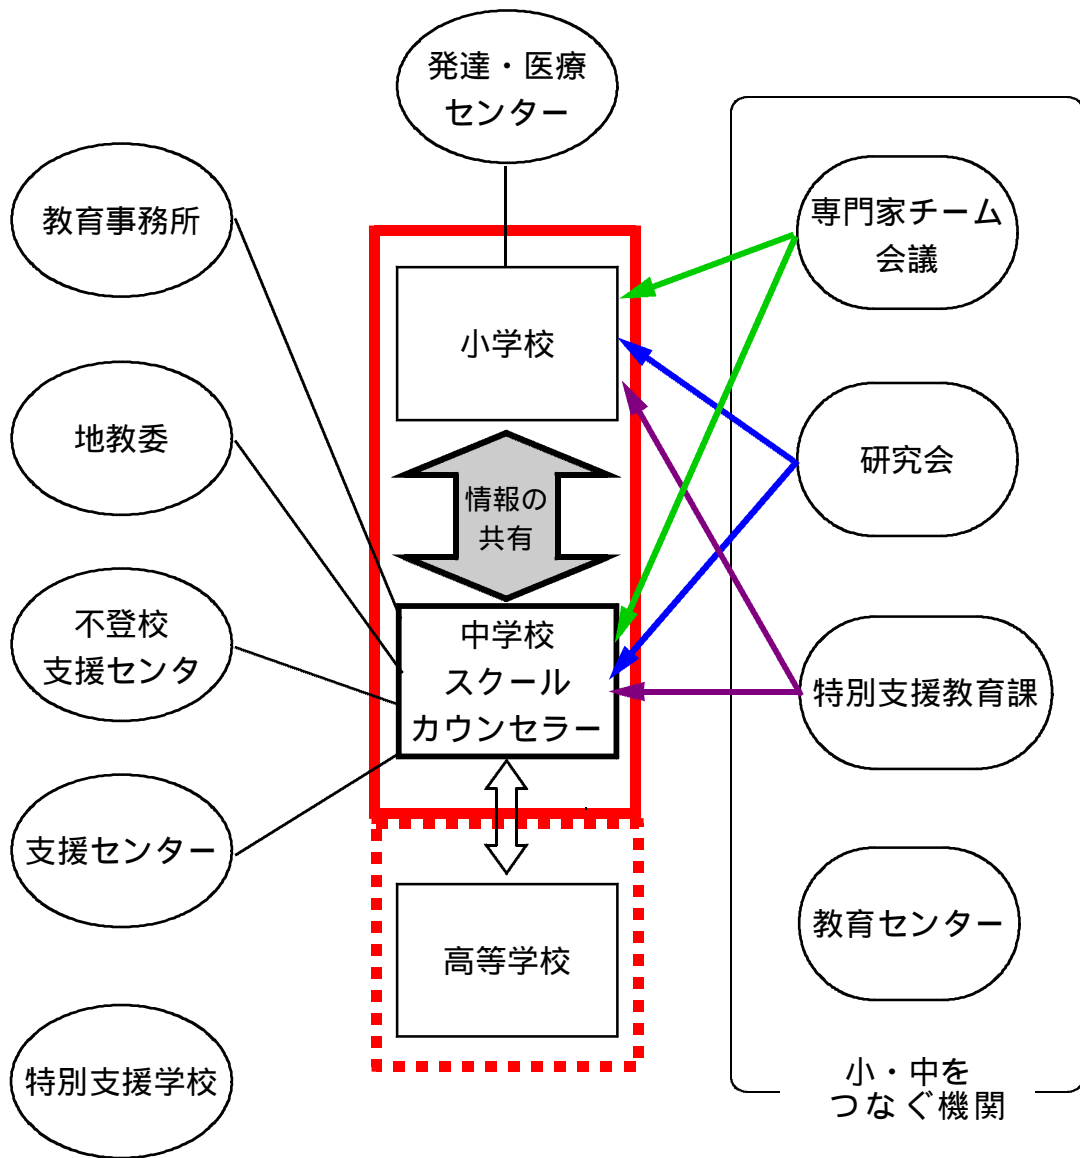 発達・医療
センター
教育事務所
地教委
不登校
支援センタ
支援センター
特別支援学校
小学校
情報の
共有
中学校
スクール
カウンセラー
高等学校
専門家チーム
会議
研究会
特別支援教育課
教育センター
小・中を
つなぐ機関